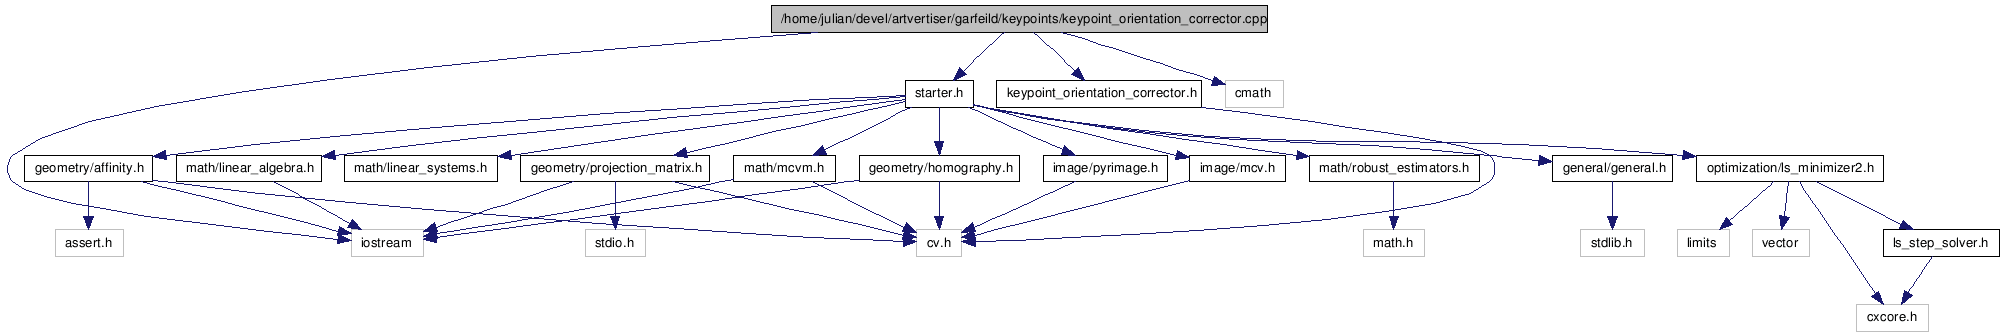 /home/julian/devel/artvertiser/garfeild/keypoints/keypoint_orientation_corrector.cpp
starter.h
keypoint_orientation_corrector.h
cmath
geometry/affinity.h
math/linear_algebra.h
math/linear_systems.h
geometry/projection_matrix.h
math/mcvm.h
geometry/homography.h
image/pyrimage.h
image/mcv.h
math/robust_estimators.h
general/general.h
optimization/ls_minimizer2.h
assert.h
iostream
stdio.h
cv.h
math.h
stdlib.h
limits
vector
ls_step_solver.h
cxcore.h